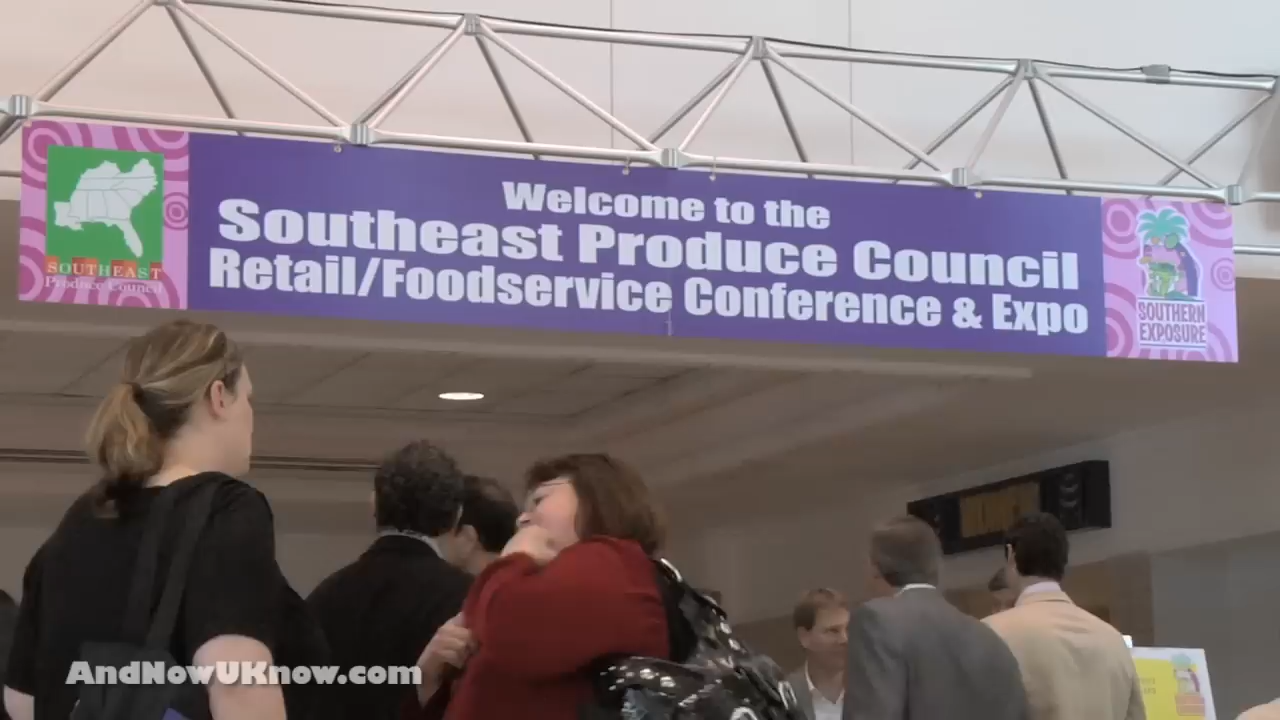 Welcome to the
Southeast Produce Council
Retail/Foodservice Conference & Expo
SOUTHEAST
Produce Council
SOUTHERN
EXPOSURE
AndNowUKnow.com